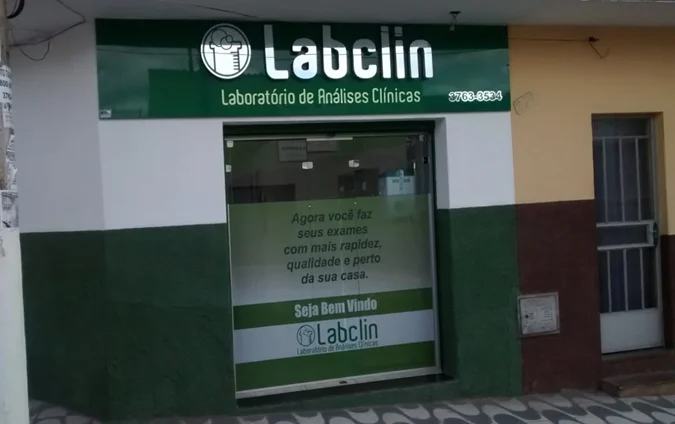 Labclin
Laboratório de Análises Clínicas
3763-3534
Agora você faz
seus exames
com mais rapidez,
qualidade e perto
da sua casa.
Seja Bem Vindo
Labclin
Laboratório de Análises Clínicas